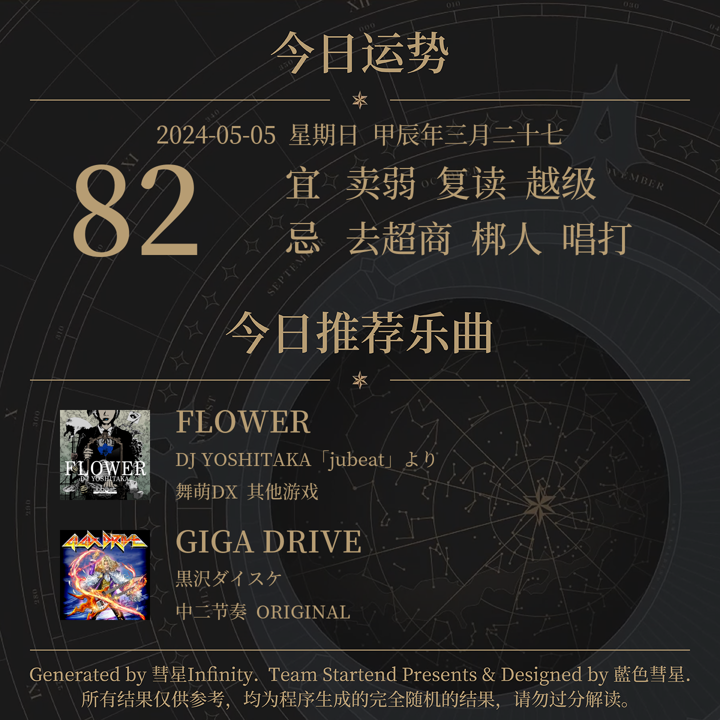 今日运势
2024-05-05 星期日 甲辰年三月二十七
82
宜 卖弱 复读 越级
忌 去超商 梆人 唱打
今日推荐乐曲
FLOWER
DJ YOSHITAKA
FLOWER
DJ YOSHITAKA「jubeat」より
舞萌DX 其他游戏
GIGA DRIVE
GIGA DRIVE
黒沢ダイスケ
中二节奏 ORIGINAL
Generated by 彗星Infinity. Team Startend Presents & Designed by 藍色彗星.
所有结果仅供参考，均为程序生成的完全随机的结果，请勿过分解读。
SEPTEMBER